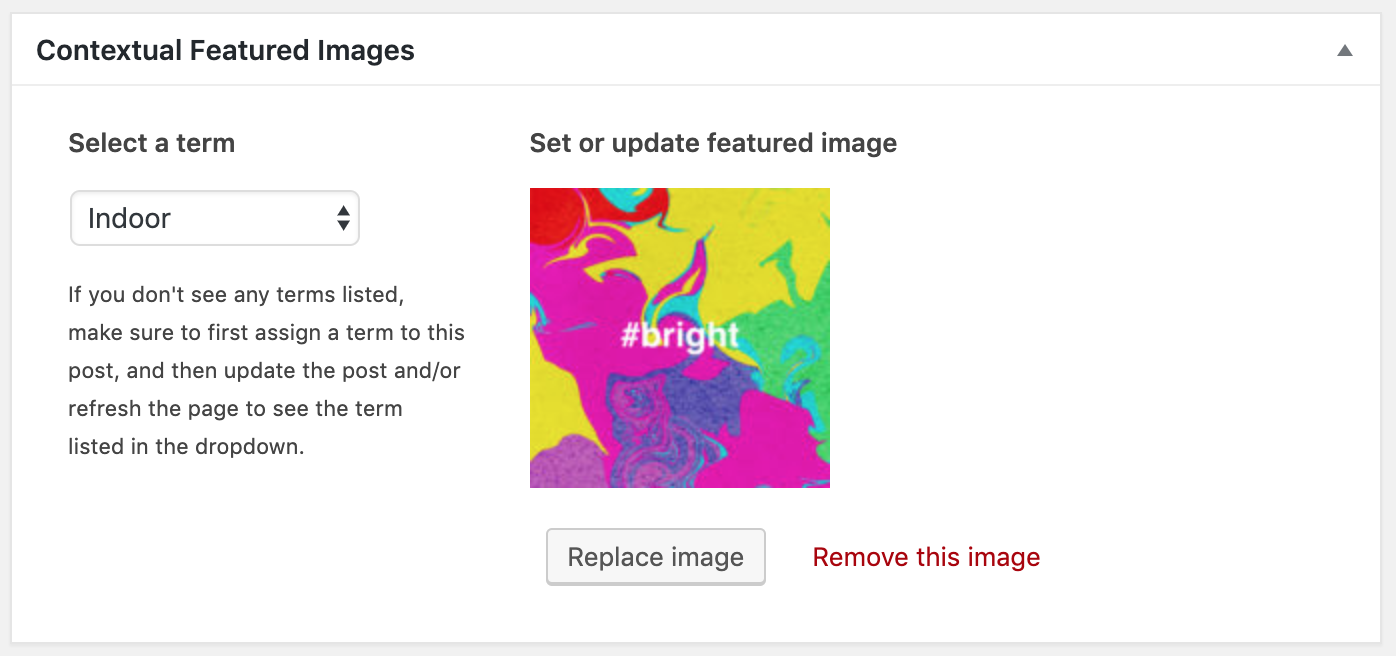 Contextual Featured Images
Select a term
Indoor
If you don't see any terms listed,
make sure to first assign a term to this
post, and then update the post and/or
refresh the page to see the term
listed in the dropdown.
Set or update featured image
#bright
Replace image
Remove this image